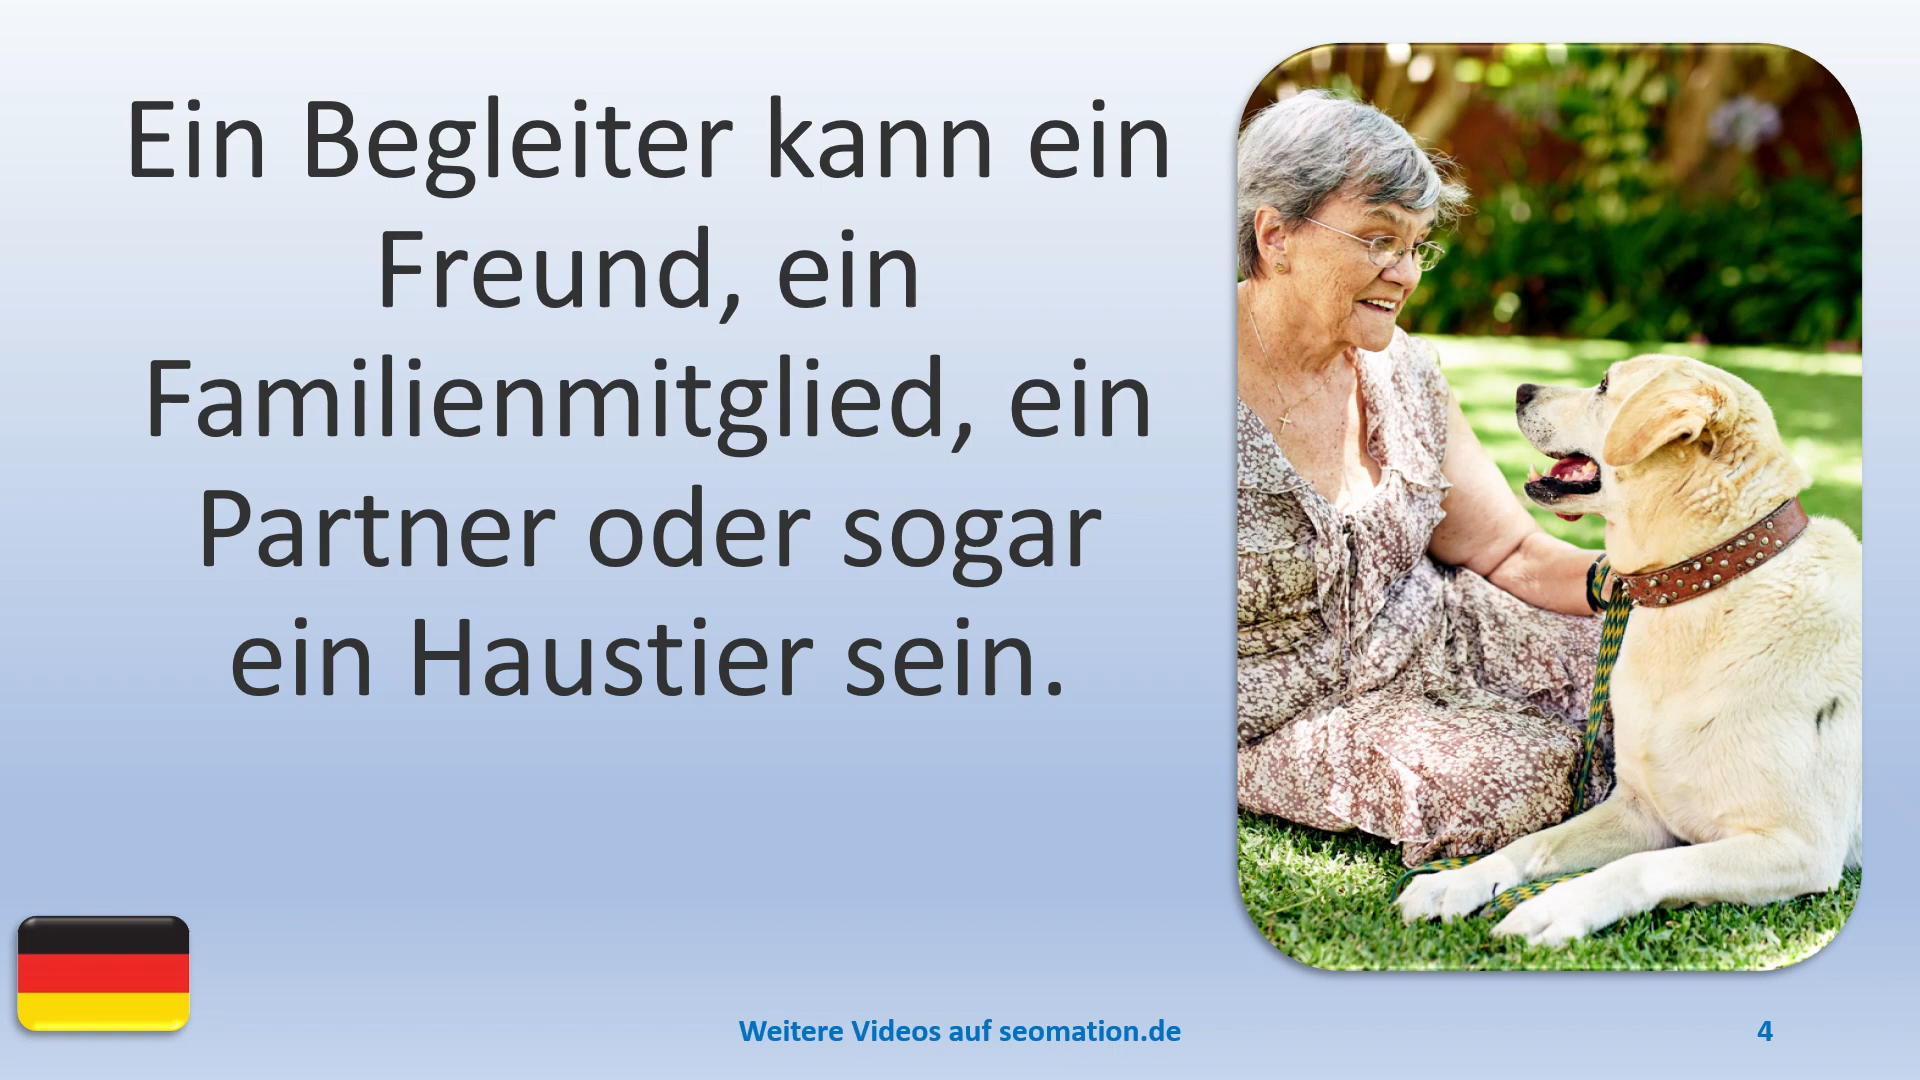 Ein Begleiter kann ein
Freund, ein
Familienmitglied, ein
Partner oder sogar
ein Haustier sein.
Weitere Videos auf seomation.de
4